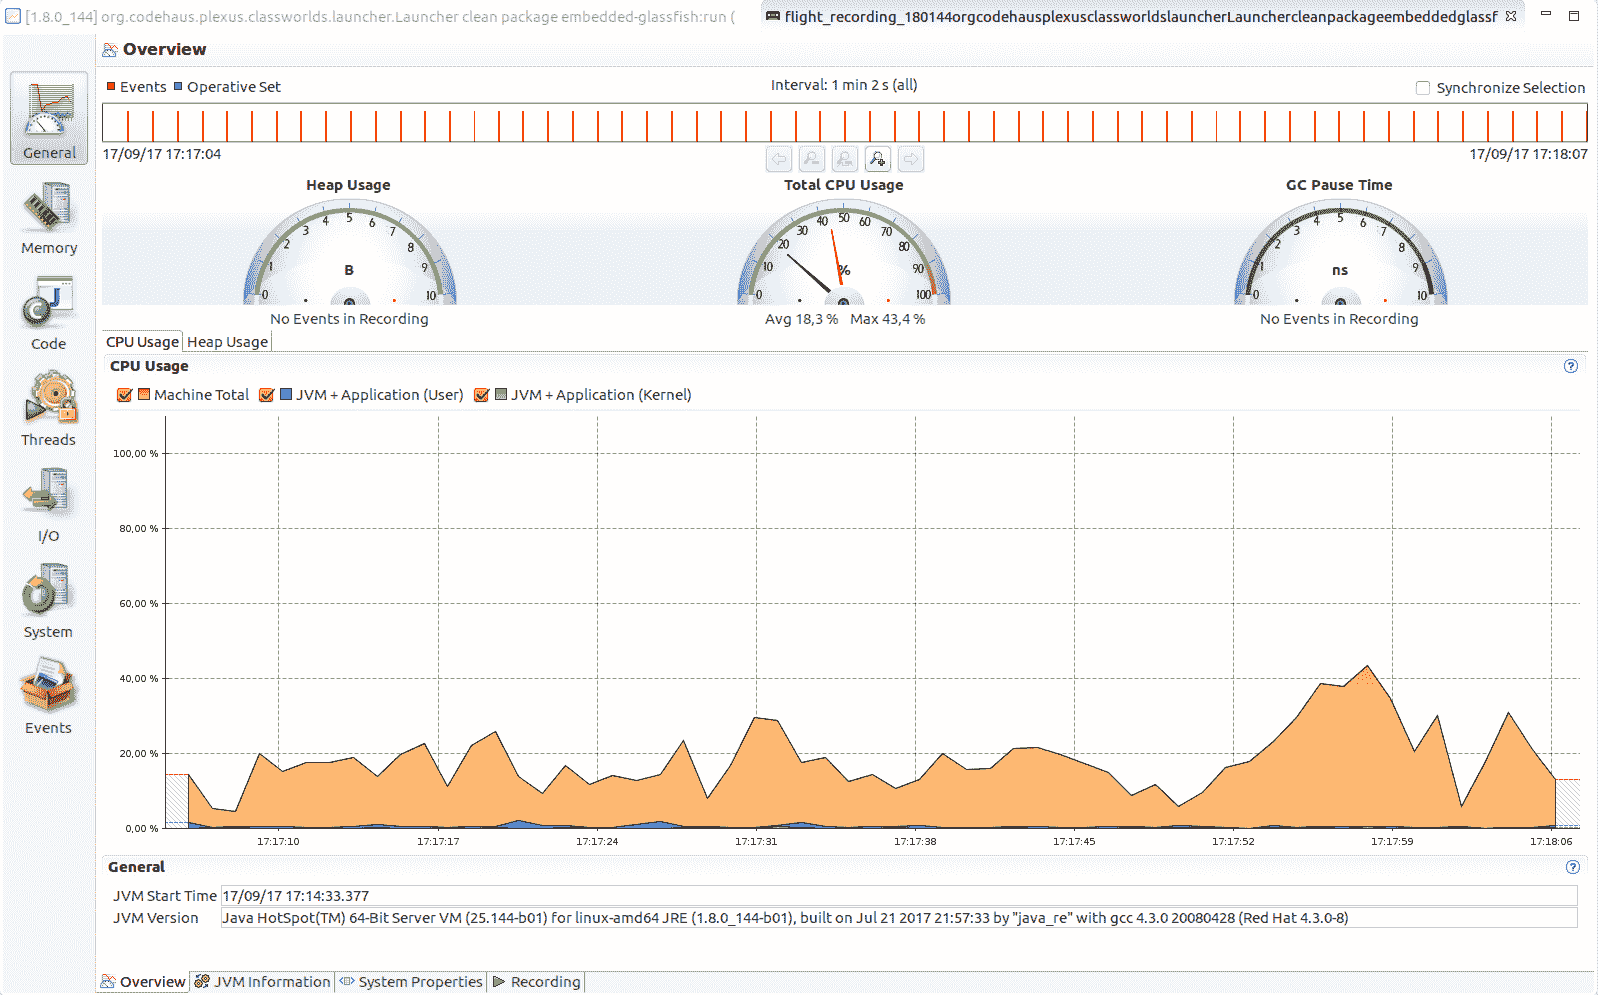 [1.8.0_144] org.codehaus.plexus.classworlds.launcher.Launcher clean package embedded-glassfish:run (
flight_recording_180144orgcodehausplexusclassworldslauncherLaunchercleanpackageembeddedglassf
Overview
Events Operative Set
Interval: 1 min 2 s (all)
Synchronize Selection
17/09/17 17:17:04
17/09/17 17:18:07
General
Memory
Code
Threads
I/O
System
Events
Heap Usage
0 1 2 3 4 5 6 7 8 9 10
B
No Events in Recording
Total CPU Usage
0 10 20 30 40 50 60 70 80 90 100
%
Avg 18,3 % Max 43,4 %
GC Pause Time
0 1 2 3 4 5 6 7 8 9 10
ns
No Events in Recording
CPU Usage Heap Usage
CPU Usage
Machine Total JVM + Application (User) JVM + Application (Kernel)
100,00 %
80,00 %
60,00 %
40,00 %
20,00 %
0,00 %
17:17:10 17:17:17 17:17:24 17:17:31 17:17:38 17:17:45 17:17:52 17:17:59 17:18:06
General
JVM Start Time 17/09/17 17:14:33.377
JVM Version Java HotSpot(TM) 64-Bit Server VM (25.144-b01) for linux-amd64 JRE (1.8.0_144-b01), built on Jul 21 2017 21:57:33 by "java_re" with gcc 4.3.0 20080428 (Red Hat 4.3.0-8)
Overview JVM Information System Properties Recording